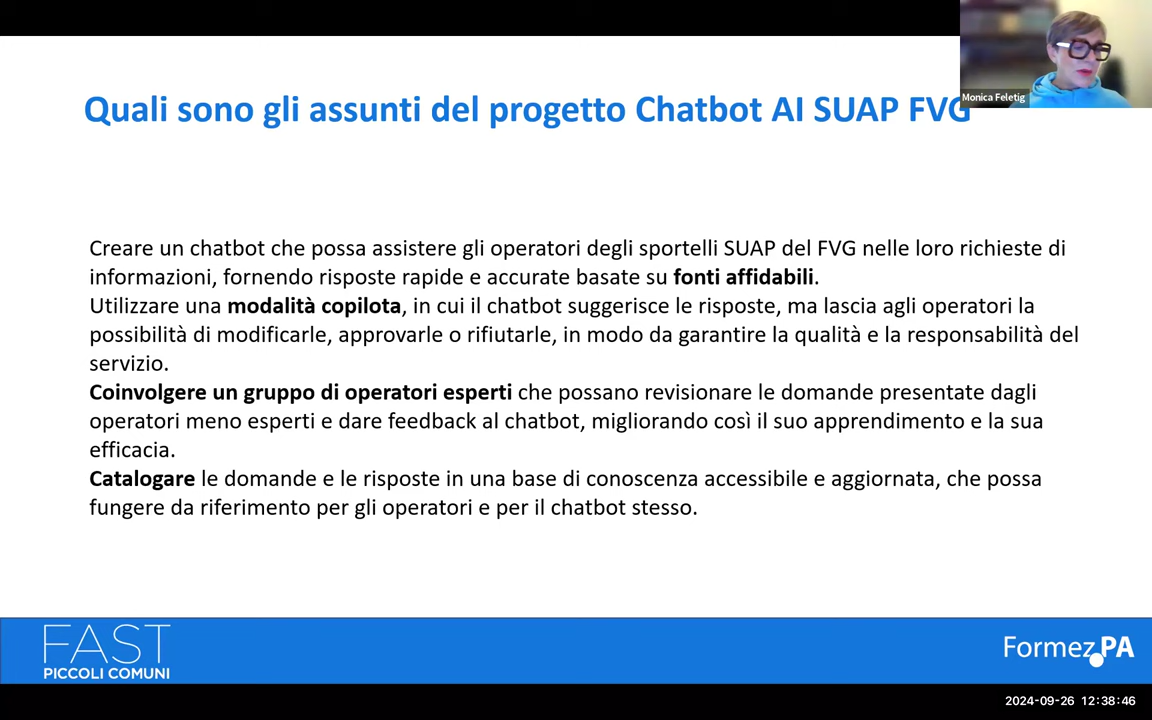 Monica Feletig
Quali sono gli assunti del progetto Chatbot AI SUAP FVG
Creare un chatbot che possa assistere gli operatori degli sportelli SUAP del FVG nelle loro richieste di
informazioni, fornendo risposte rapide e accurate basate su fonti affidabili.
Utilizzare una modalità copilota, in cui il chatbot suggerisce le risposte, ma lascia agli operatori la
possibilità di modificarle, approvarle o rifiutarle, in modo da garantire la qualità e la responsabilità del
servizio.
Coinvolgere un gruppo di operatori esperti che possano revisionare le domande presentate dagli
operatori meno esperti e dare feedback al chatbot, migliorando così il suo apprendimento e la sua
efficacia.
Catalogare le domande e le risposte in una base di conoscenza accessibile e aggiornata, che possa
fungere da riferimento per gli operatori e per il chatbot stesso.
FAST
PICCOLI COMUNI
Formez PA
2024-09-26 12:38:46